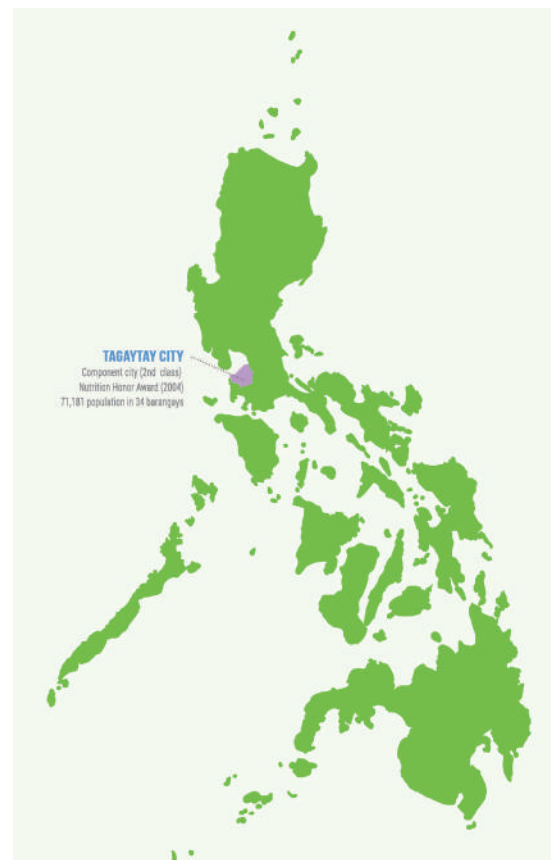 TAGAYTAY CITY
Component city (2nd class)
Nutrition Honor Award (2004)
71,181 population in 34 barangays